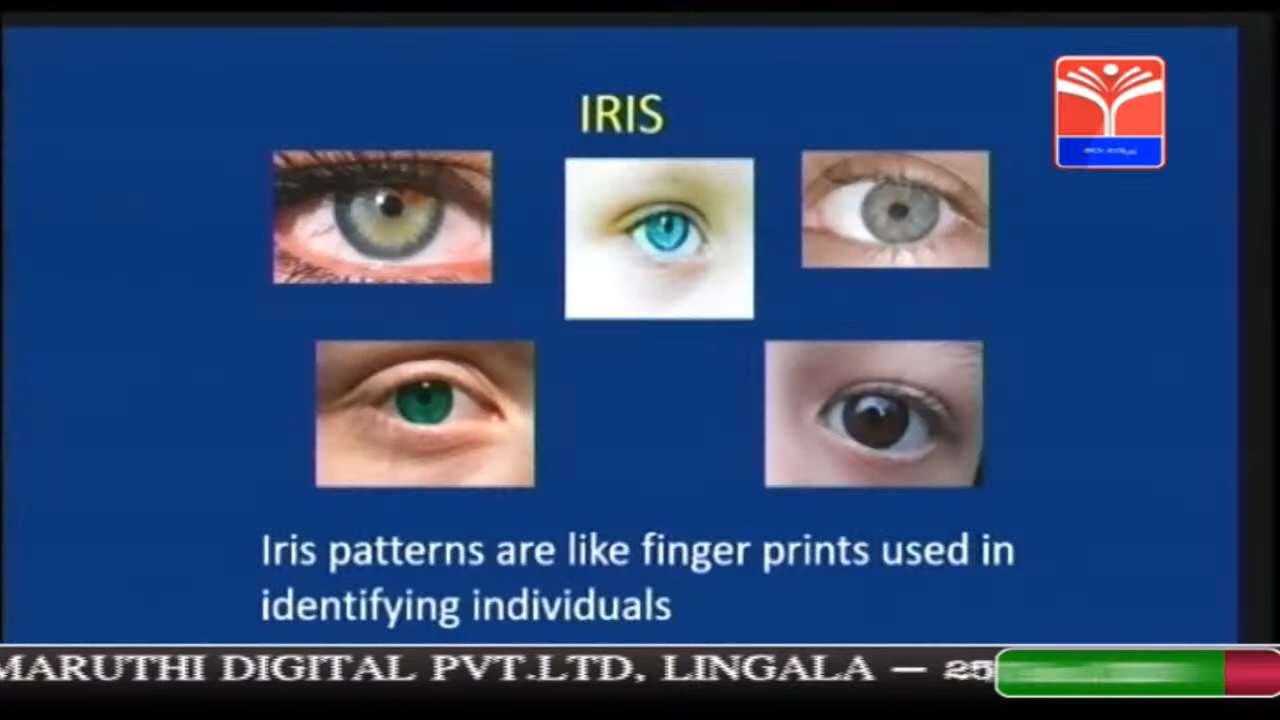 IRIS
Iris patterns are like finger prints used in
identifying individuals
MARUTHI DIGITAL PVT.LTD, LINGALA – 25